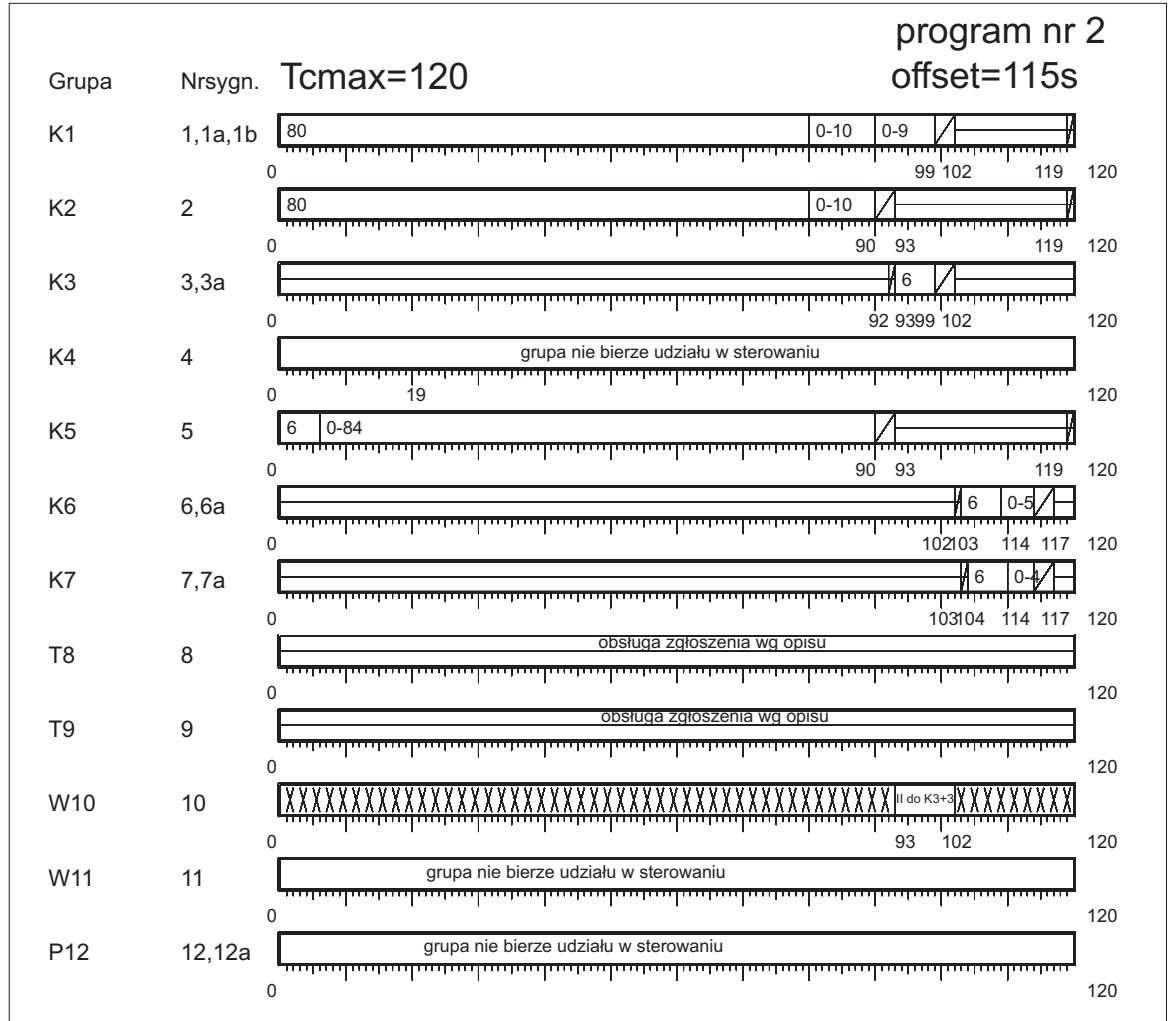 program nr 2
Grupa Nrsygn. Tcmax=120 offset=115s
K1 1,1a,1b 80 0-10 0-9
0 99 102 119 120
K2 2 80 0-10
0 90 93 119 120
K3 3,3a 6
0 92 9399 102 120
K4 4 grupa nie bierze udziału w sterowaniu
0 19 120
K5 5 6 0-84
0 90 93 119 120
K6 6,6a 6 0-5
0 102103 114 117 120
K7 7,7a 6 0-4
0 103104 114 117 120
T8 8 obsługa zgłoszenia wg opisu
0 120
T9 9 obsługa zgłoszenia wg opisu
0 120
W10 10 II do K3+3
0 93 102 120
W11 11 grupa nie bierze udziału w sterowaniu
0 120
P12 12,12a grupa nie bierze udziału w sterowaniu
0 120